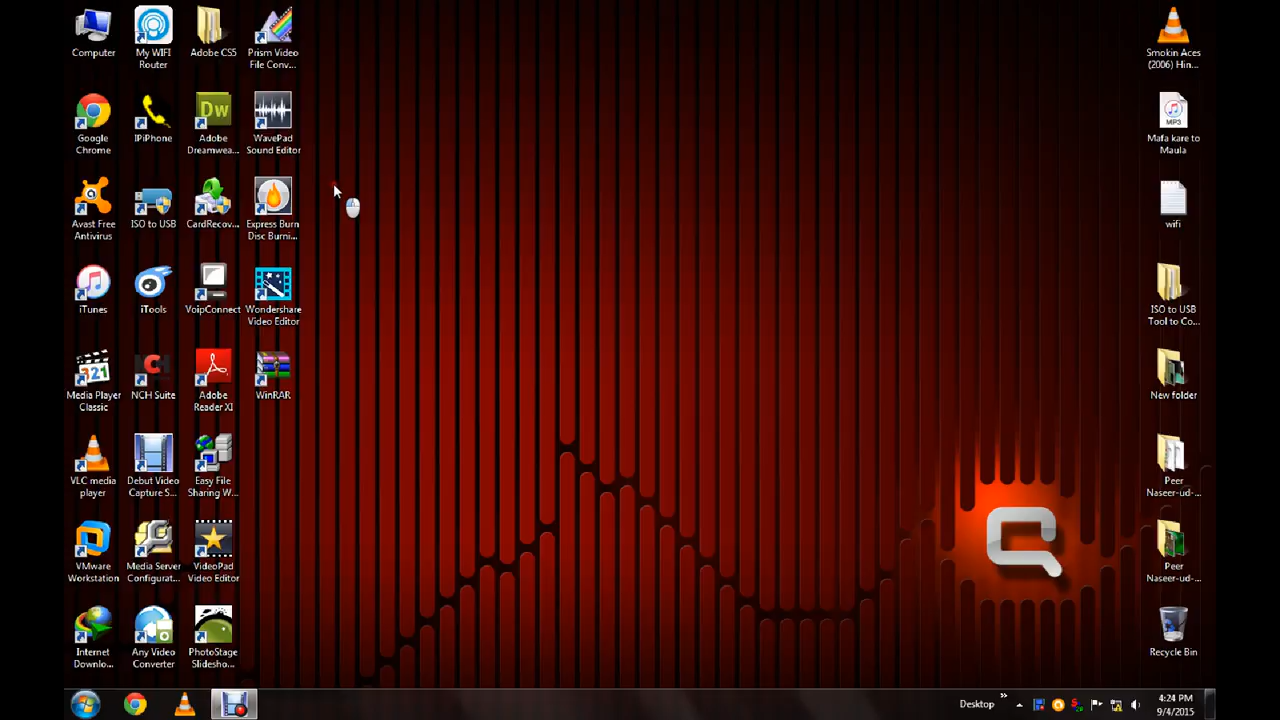 Computer
My WIFI
Router
Adobe CS5
Prism Video
File Conv...
Google
Chrome
IPiPhone
Dw
Adobe
Dreamwea...
WavePad
Sound Editor
Avast Free
Antivirus
ISO to USB
CardRecov...
Express Burn
Disc Burni...
iTunes
iTools
VoipConnect
Wondershare
Video Editor
321
Media Player
Classic
NCH Suite
Adobe
Reader XI
WinRAR
VLC media
player
Debut Video
Capture S...
Easy File
Sharing W...
VMware
Workstation
Media Server
Configurat...
VideoPad
Video Editor
Internet
Downlo...
Any Video
Converter
PhotoStage
Slidesho...
Smokin Aces
(2006) Hin...
MP3
Mafa kare to
Maula
wifi
ISO to USB
Tool to Co...
New folder
Peer
Naseer-ud-...
Peer
Naseer-ud-...
Recycle Bin
Desktop
4:24 PM
9/4/2015